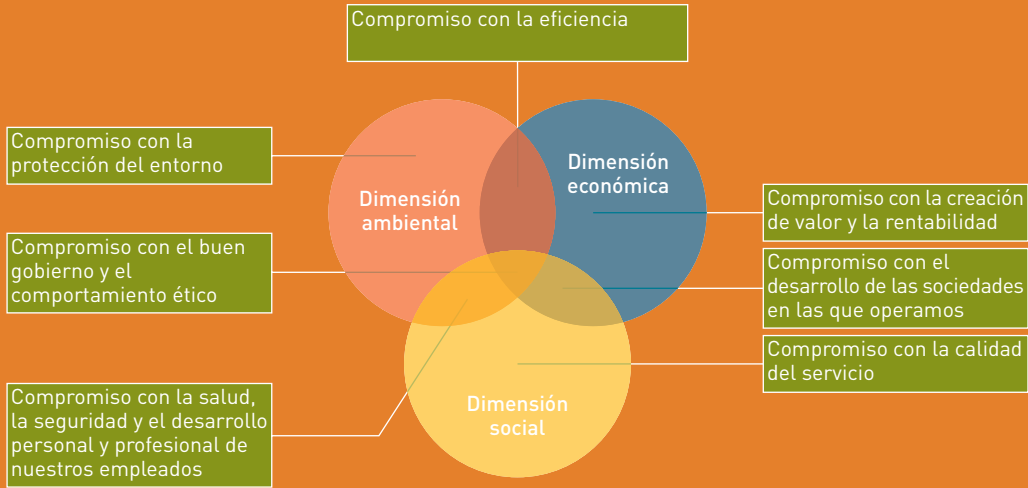 Compromiso con la eficiencia
Compromiso con la
protección del entorno
Dimensión
económica
Dimensión
ambiental
Compromiso con la creación
de valor y la rentabilidad
Compromiso con el buen
gobierno y el
comportamiento ético
Compromiso con el
desarrollo de las sociedades
en las que operamos
Compromiso con la calidad
del servicio
Compromiso con la salud,
la seguridad y el desarrollo
personal y profesional de
nuestros empleados
Dimensión
social